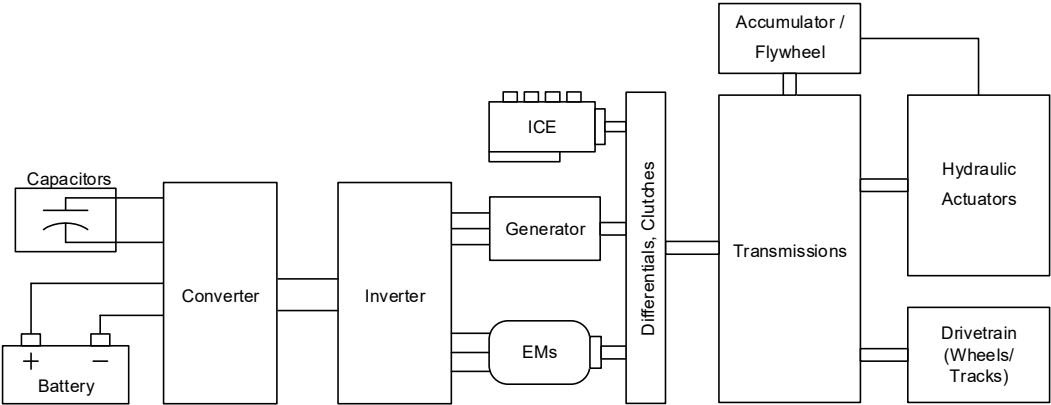 Accumulator /
Flywheel
ICE
Capacitors
Hydraulic
Actuators
Generator
Differentials, Clutches
Transmissions
Converter
Inverter
EMs
Drivetrain
(Wheels/
Tracks)
+ −
Battery